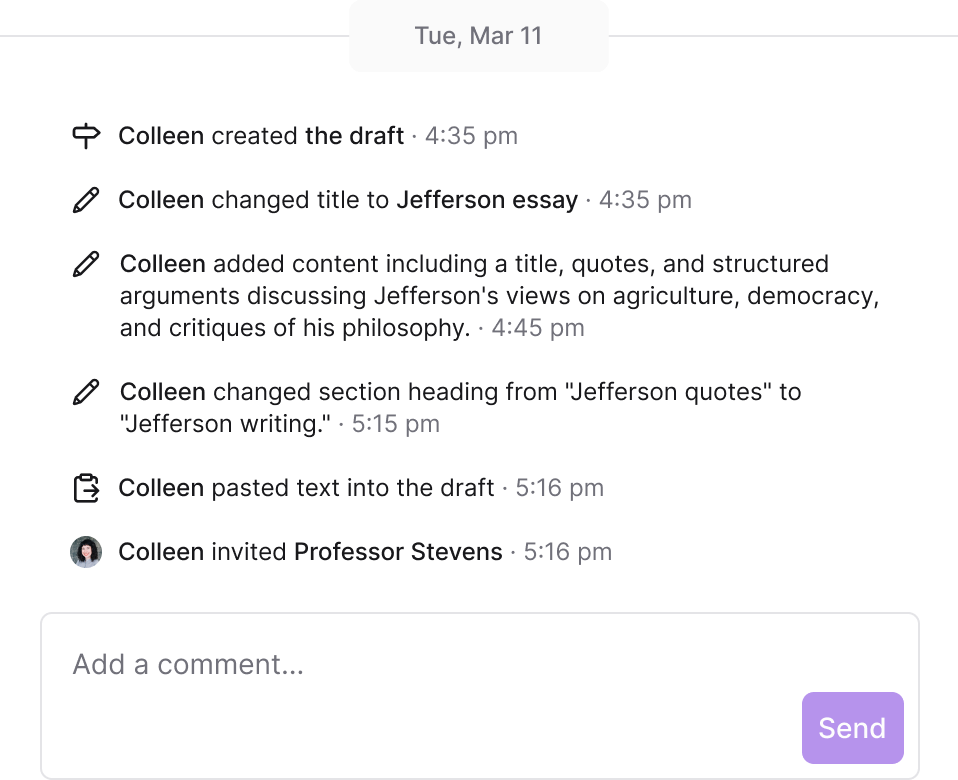 Tue, Mar 11
Colleen created the draft · 4:35 pm
Colleen changed title to Jefferson essay · 4:35 pm
Colleen added content including a title, quotes, and structured
arguments discussing Jefferson's views on agriculture, democracy,
and critiques of his philosophy. · 4:45 pm
Colleen changed section heading from "Jefferson quotes" to
"Jefferson writing." · 5:15 pm
Colleen pasted text into the draft · 5:16 pm
Colleen invited Professor Stevens · 5:16 pm
Add a comment...
Send